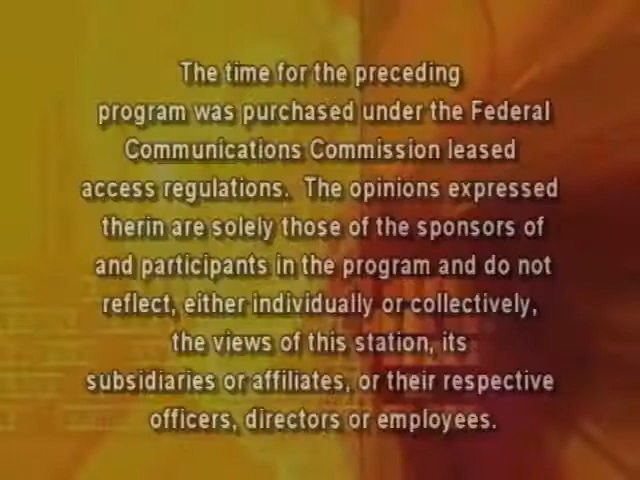 The time for the preceding
program was purchased under the Federal
Communications Commission leased
access regulations.  The opinions expressed
therin are solely those of the sponsors of
and participants in the program and do not
reflect, either individually or collectively,
the views of this station, its
subsidiaries or affiliates, or their respective
officers, directors or employees.